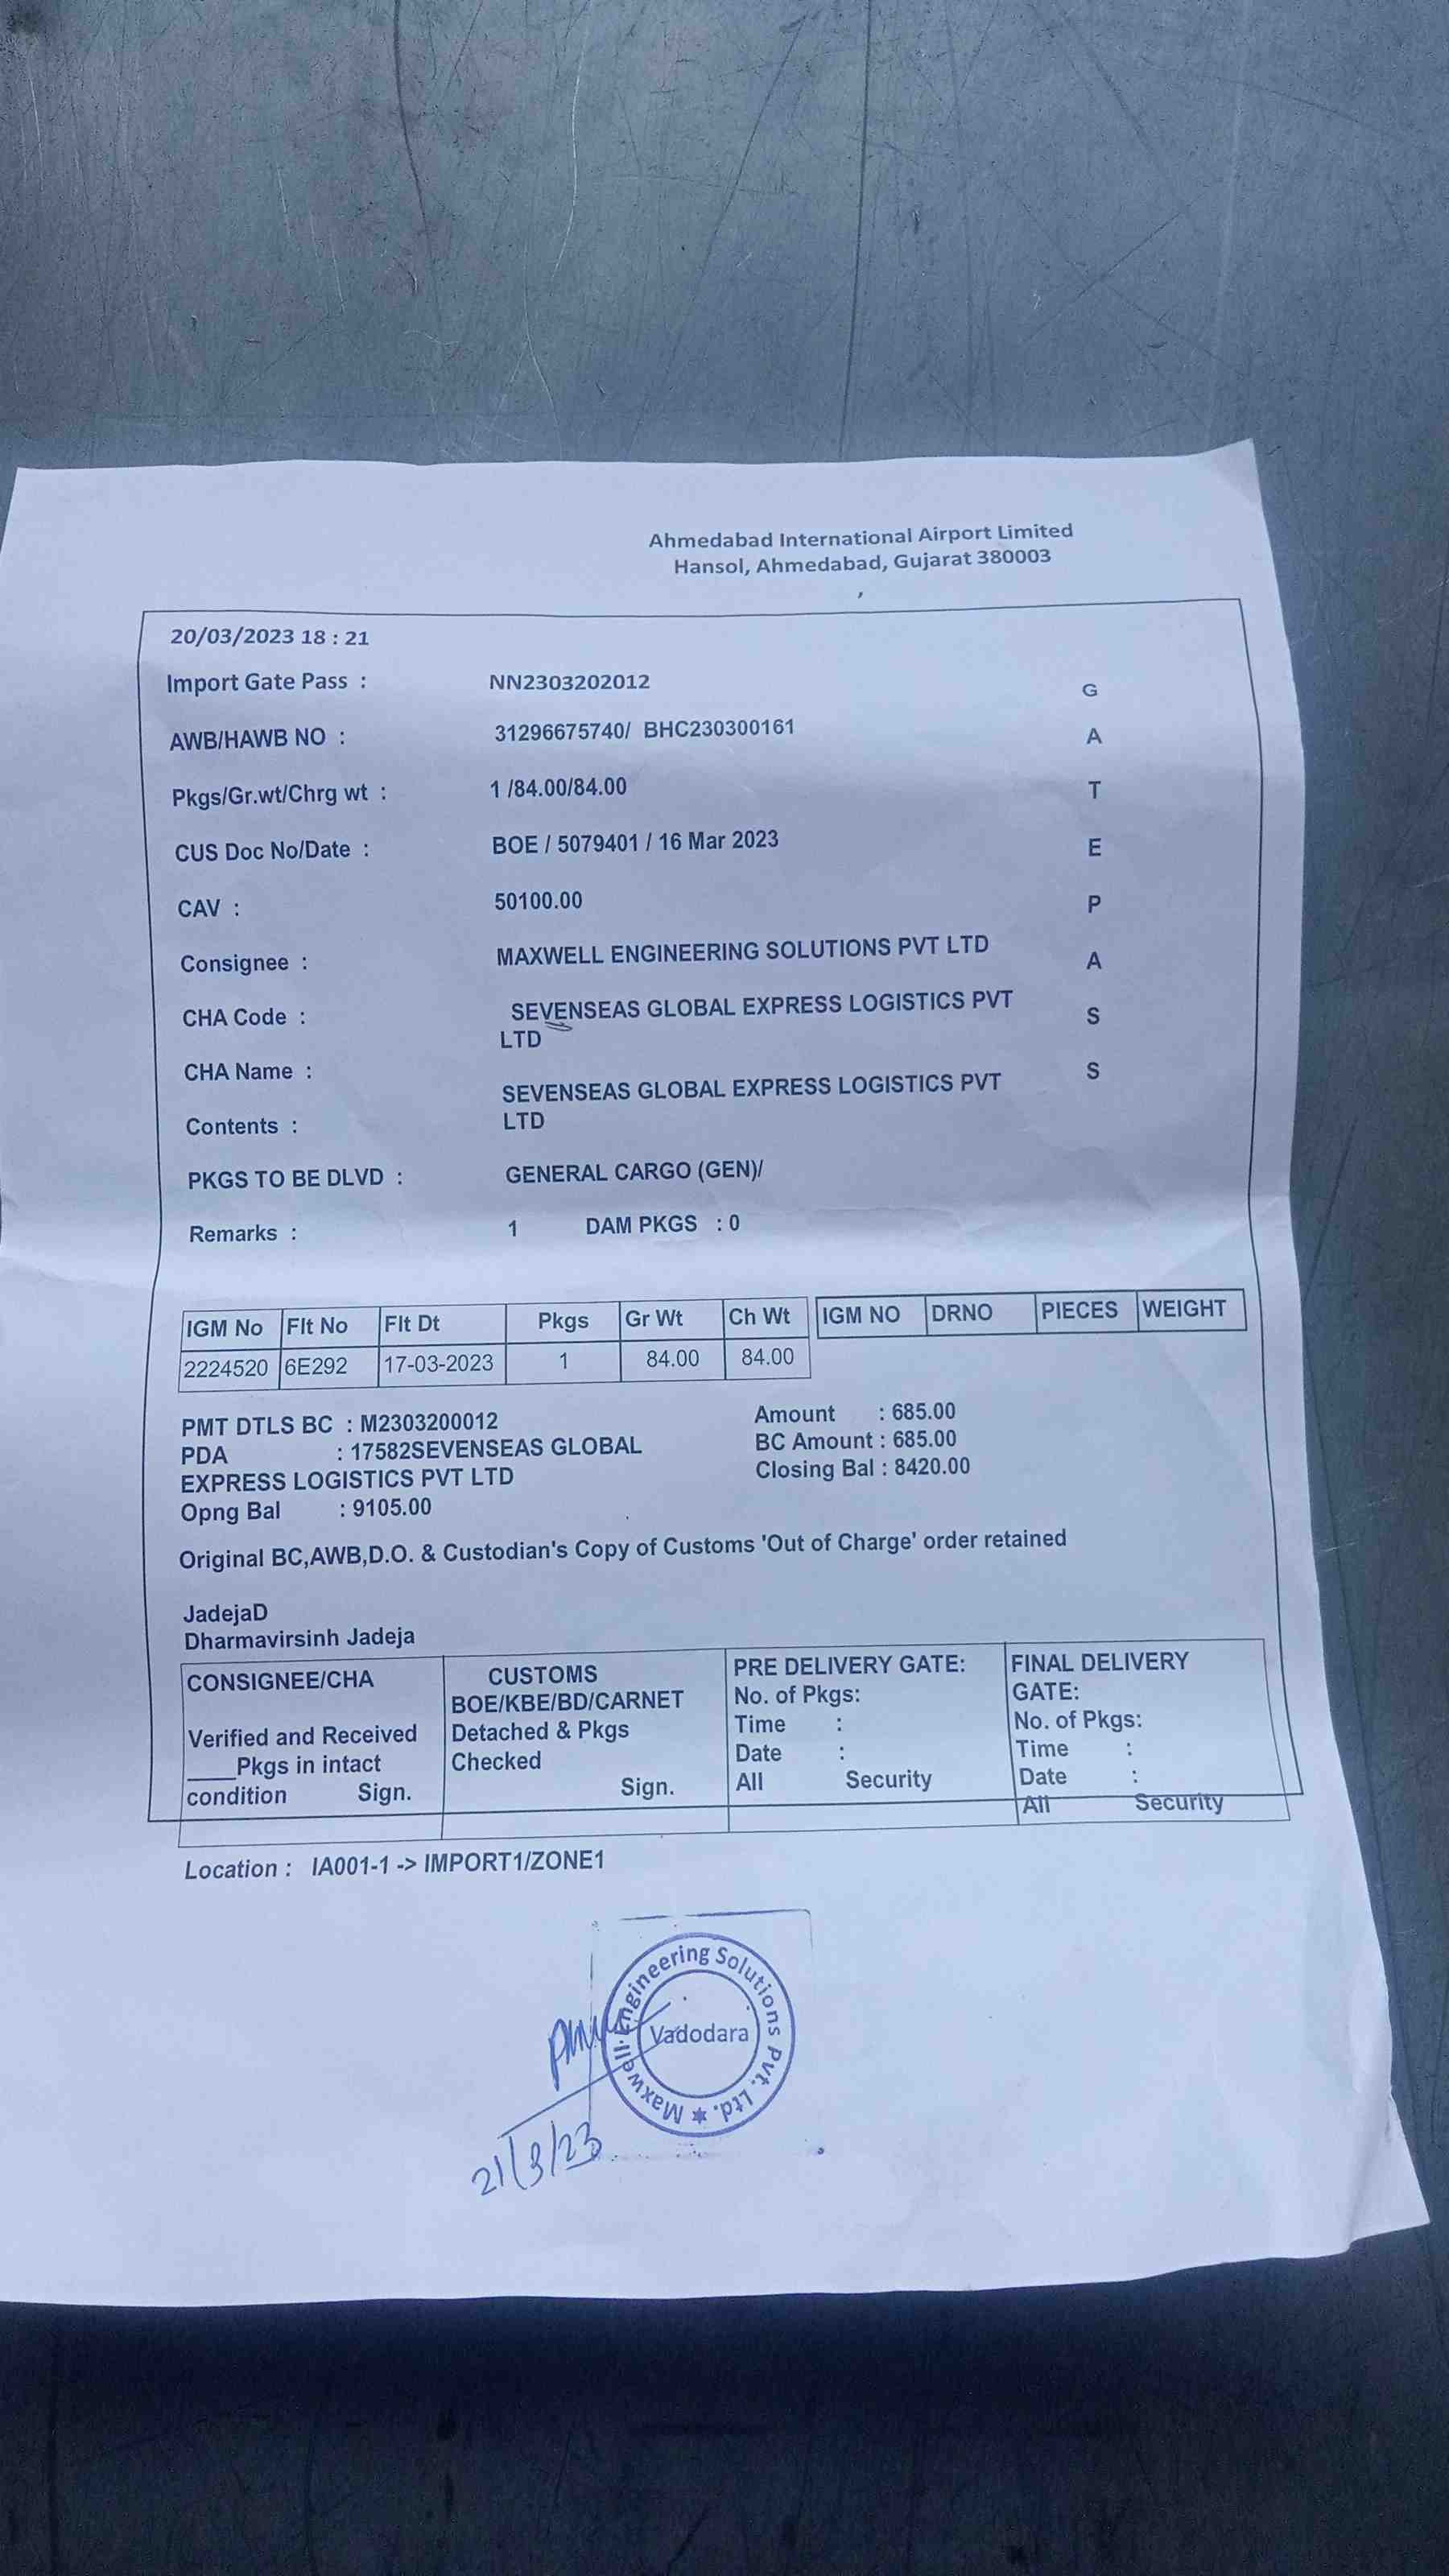 Ahmedabad International Airport Limited
Hansol, Ahmedabad, Gujarat 380003
,
20/03/2023 18 : 21
Import Gate Pass : NN2303202012
AWB/HAWB NO : 31296675740/ BHC230300161
Pkgs/Gr.wt/Chrg wt : 1 /84.00/84.00
CUS Doc No/Date : BOE / 5079401 / 16 Mar 2023
CAV : 50100.00
Consignee : MAXWELL ENGINEERING SOLUTIONS PVT LTD
CHA Code : SEVENSEAS GLOBAL EXPRESS LOGISTICS PVT
LTD
CHA Name : SEVENSEAS GLOBAL EXPRESS LOGISTICS PVT
Contents : LTD
PKGS TO BE DLVD : GENERAL CARGO (GEN)/
Remarks : 1 DAM PKGS : 0
G
A
T
E
P
A
S
S
IGM No Flt No Flt Dt Pkgs Gr Wt Ch Wt IGM NO DRNO PIECES WEIGHT
2224520 6E292 17-03-2023 1 84.00 84.00
PMT DTLS BC : M2303200012 Amount : 685.00
PDA : 17582SEVENSEAS GLOBAL BC Amount : 685.00
EXPRESS LOGISTICS PVT LTD Closing Bal : 8420.00
Opng Bal : 9105.00
Original BC,AWB,D.O. & Custodian's Copy of Customs 'Out of Charge' order retained
JadejaD
Dharmavirsinh Jadeja
CONSIGNEE/CHA
Verified and Received
____Pkgs in intact
condition Sign.
CUSTOMS
BOE/KBE/BD/CARNET
Detached & Pkgs
Checked
Sign.
PRE DELIVERY GATE:
No. of Pkgs:
Time :
Date :
All Security
FINAL DELIVERY
GATE:
No. of Pkgs:
Time :
Date :
All Security
Location : IA001-1 -> IMPORT1/ZONE1
Maxwell Engineering Solutions Pvt. Ltd.
Vadodara
21/3/23